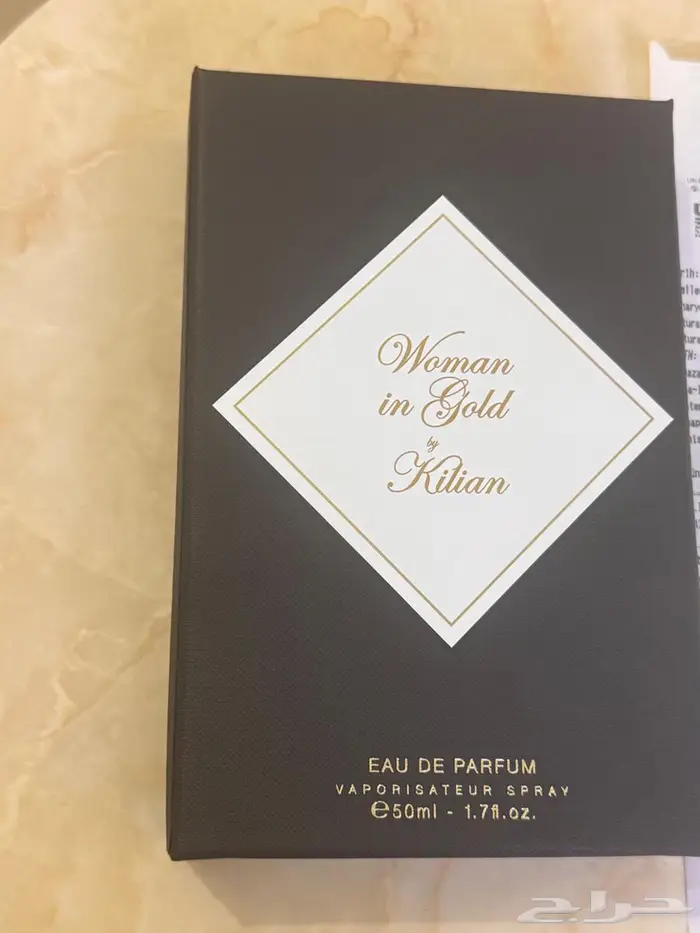 Woman
in Gold
by
Kilian
EAU DE PARFUM
VAPORISATEUR SPRAY
℮50ml - 1.7fl.oz.
حراج